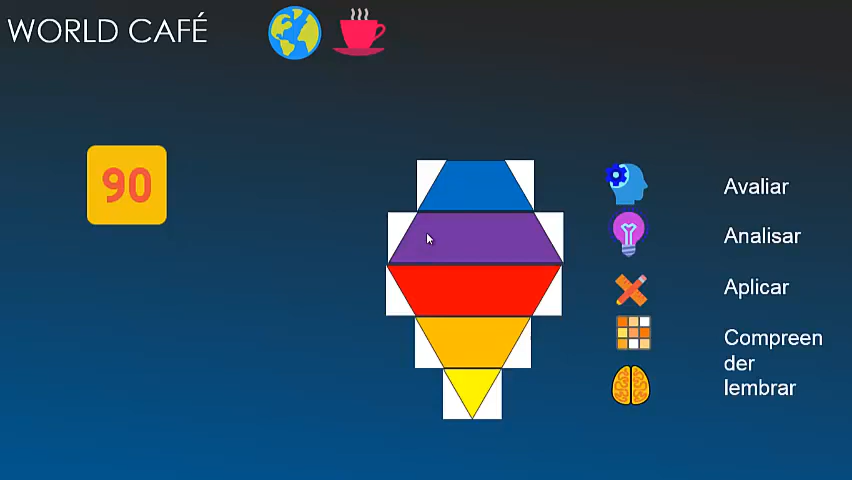 WORLD CAFÉ
90
Avaliar
Analisar
Aplicar
Compreen
der
lembrar